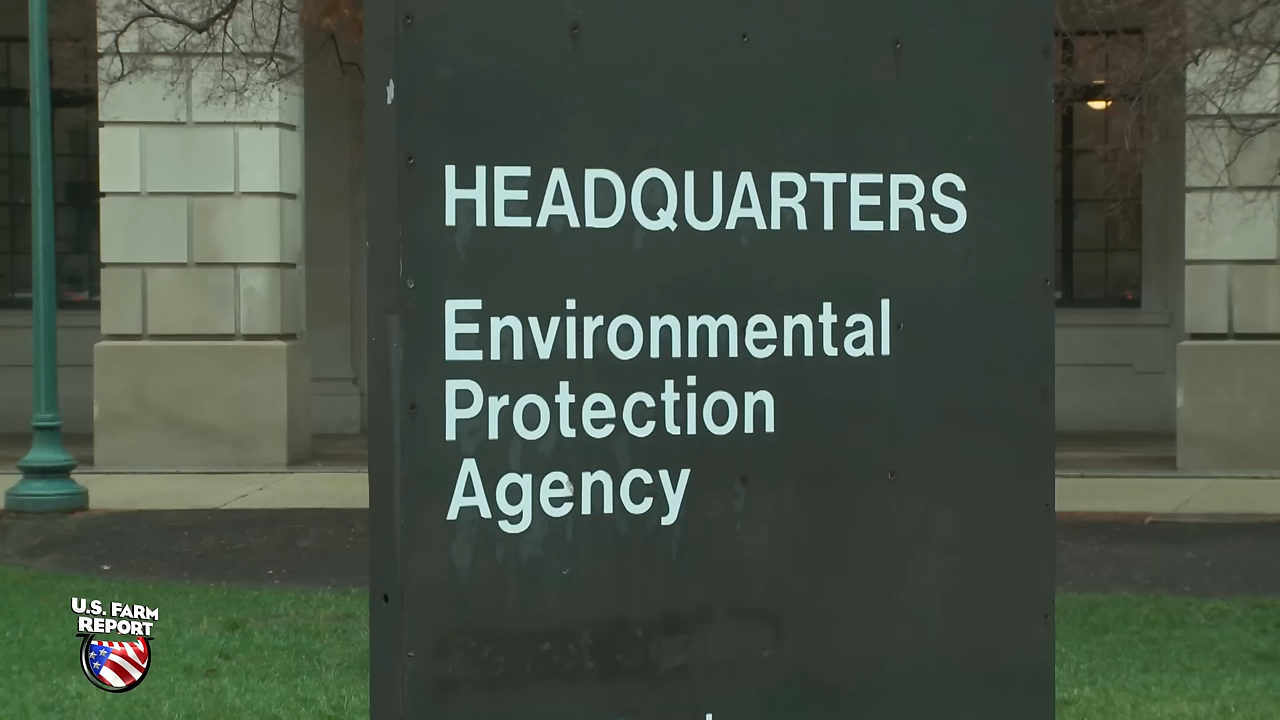 HEADQUARTERS
Environmental
Protection
Agency
U.S. FARM
REPORT